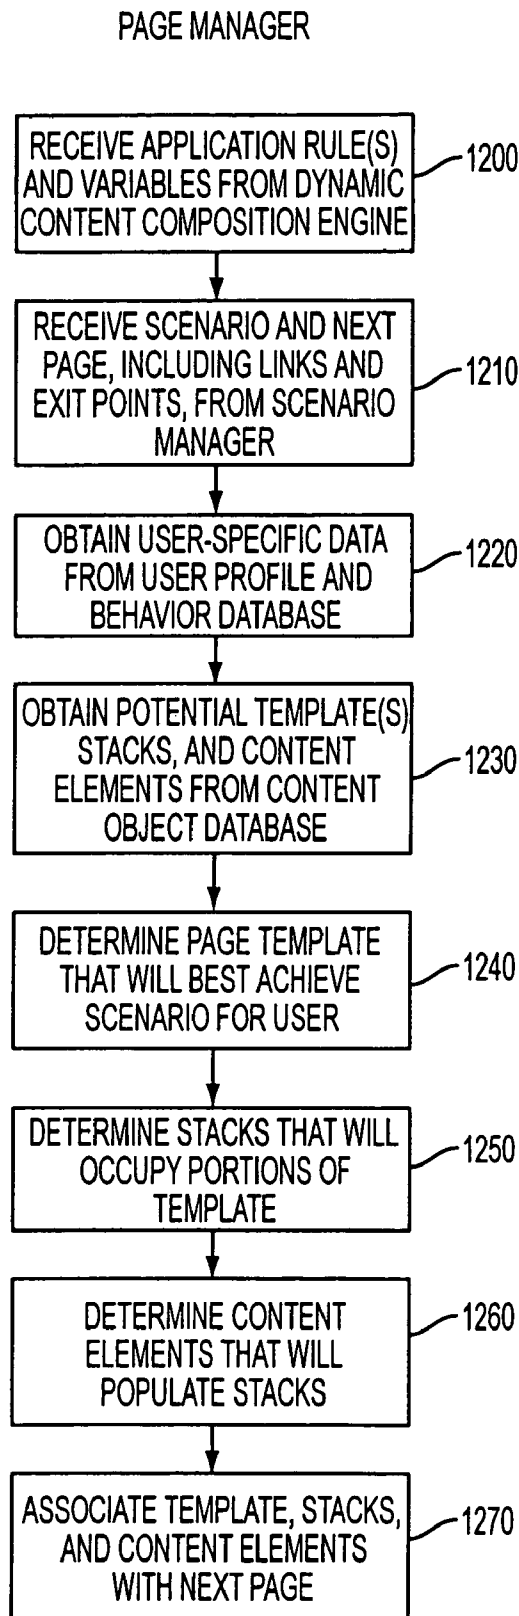 PAGE MANAGER
RECEIVE APPLICATION RULE(S)
AND VARIABLES FROM DYNAMIC
CONTENT COMPOSITION ENGINE
1200
RECEIVE SCENARIO AND NEXT
PAGE, INCLUDING LINKS AND
EXIT POINTS, FROM SCENARIO
MANAGER
1210
OBTAIN USER-SPECIFIC DATA
FROM USER PROFILE AND
BEHAVIOR DATABASE
1220
OBTAIN POTENTIAL TEMPLATE(S)
STACKS, AND CONTENT
ELEMENTS FROM CONTENT
OBJECT DATABASE
1230
DETERMINE PAGE TEMPLATE
THAT WILL BEST ACHIEVE
SCENARIO FOR USER
1240
DETERMINE STACKS THAT WILL
OCCUPY PORTIONS OF
TEMPLATE
1250
DETERMINE CONTENT
ELEMENTS THAT WILL
POPULATE STACKS
1260
ASSOCIATE TEMPLATE, STACKS,
AND CONTENT ELEMENTS
WITH NEXT PAGE
1270